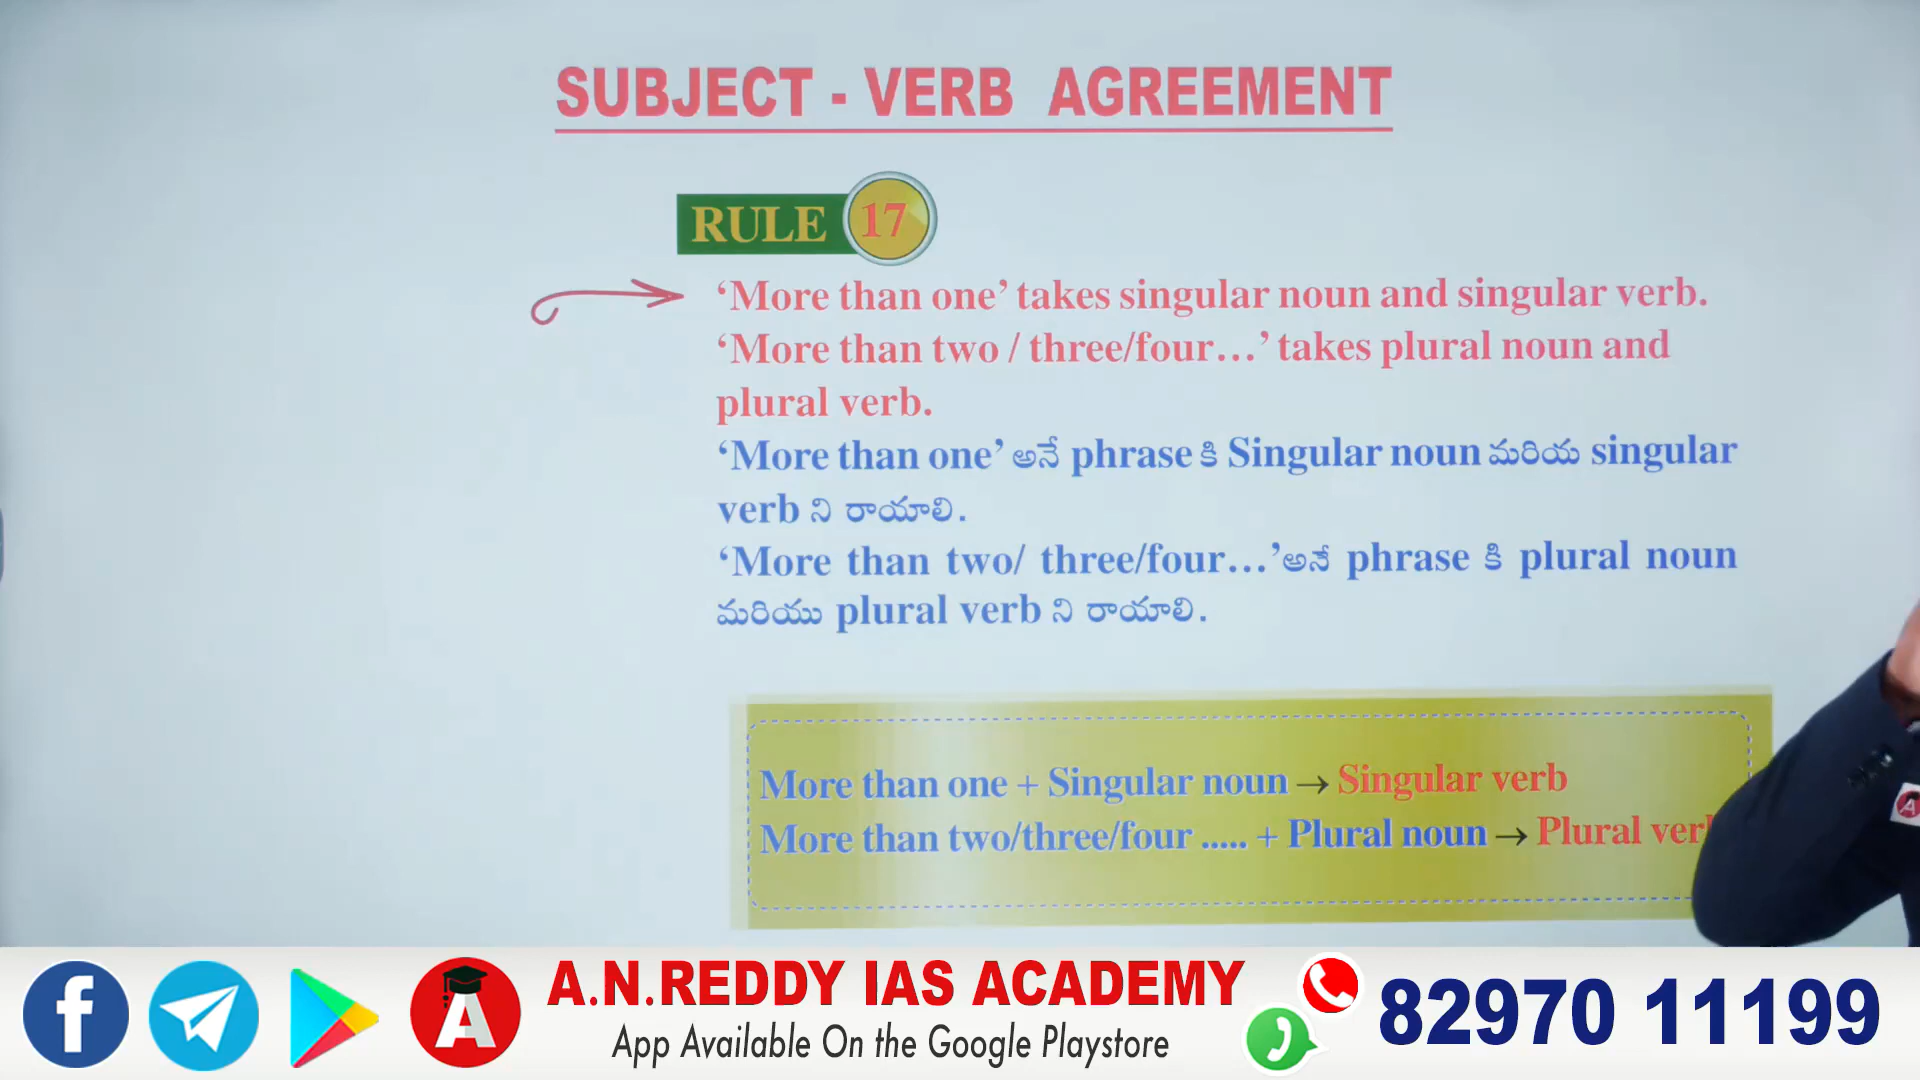 SUBJECT - VERB AGREEMENT
RULE 17
‘More than one’ takes singular noun and singular verb.
‘More than two / three/four…’ takes plural noun and
plural verb.
‘More than one’ అనే phrase కి Singular noun మరియ singular
verb ని రాయాలి.
‘More than two/ three/four…’అనే phrase కి plural noun
మరియు plural verb ని రాయాలి.
More than one + Singular noun → Singular verb
More than two/three/four ..... + Plural noun → Plural verb
A.N.REDDY IAS ACADEMY
App Available On the Google Playstore
82970 11199